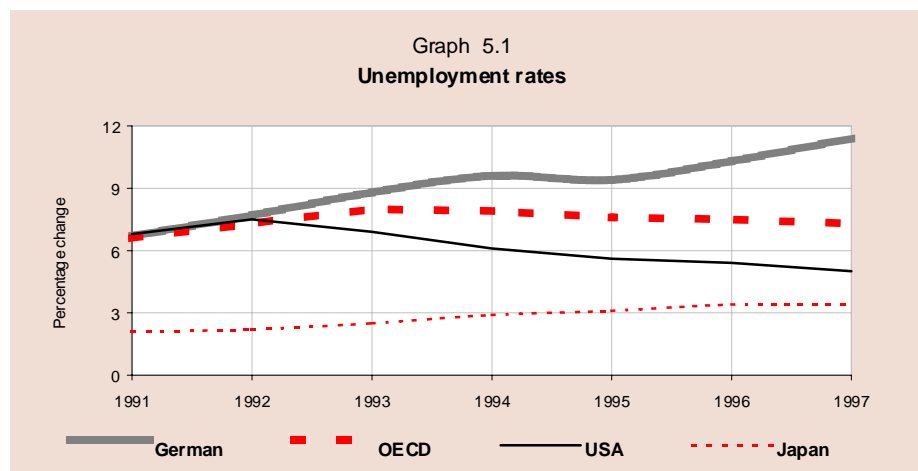 Graph 5.1
Unemployment rates
Percentage change
12
9
6
3
0
1991 1992 1993 1994 1995 1996 1997
German OECD USA Japan